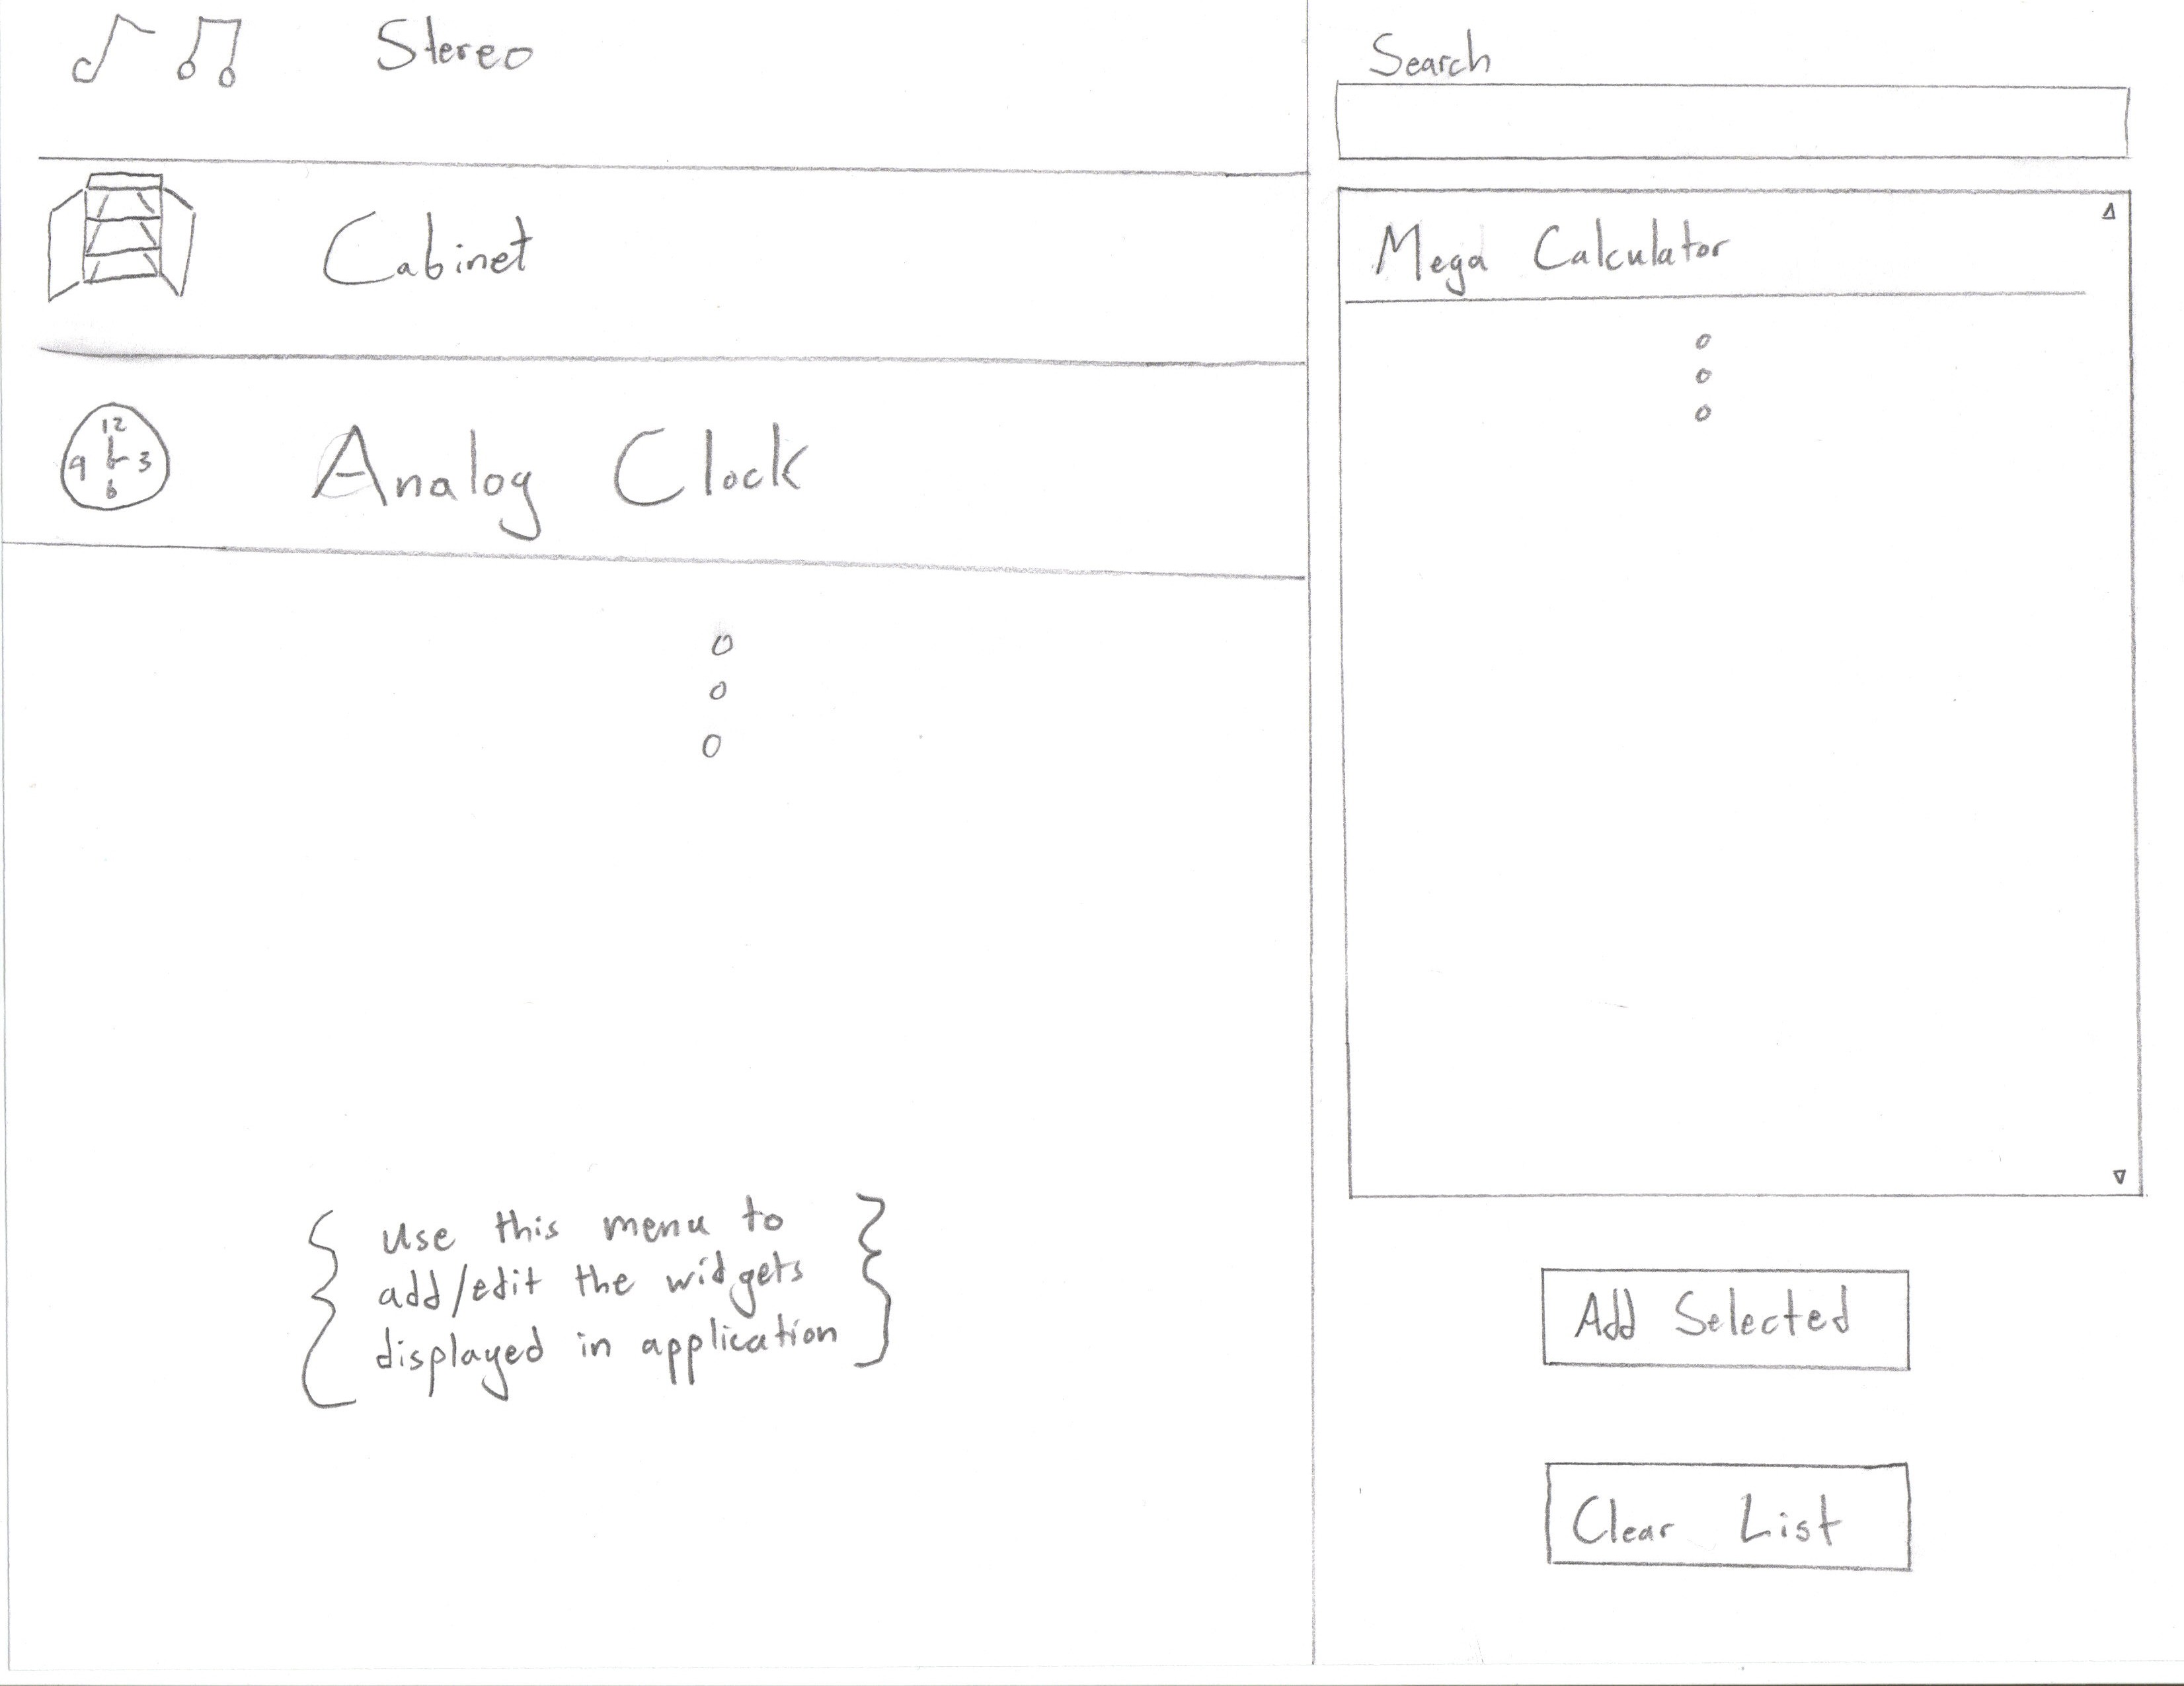 Stereo
Cabinet
12
9 3
6
Analog Clock
use this menu to
add/edit the widgets
displayed in application
Search
Mega Calculator
Add Selected
Clear List